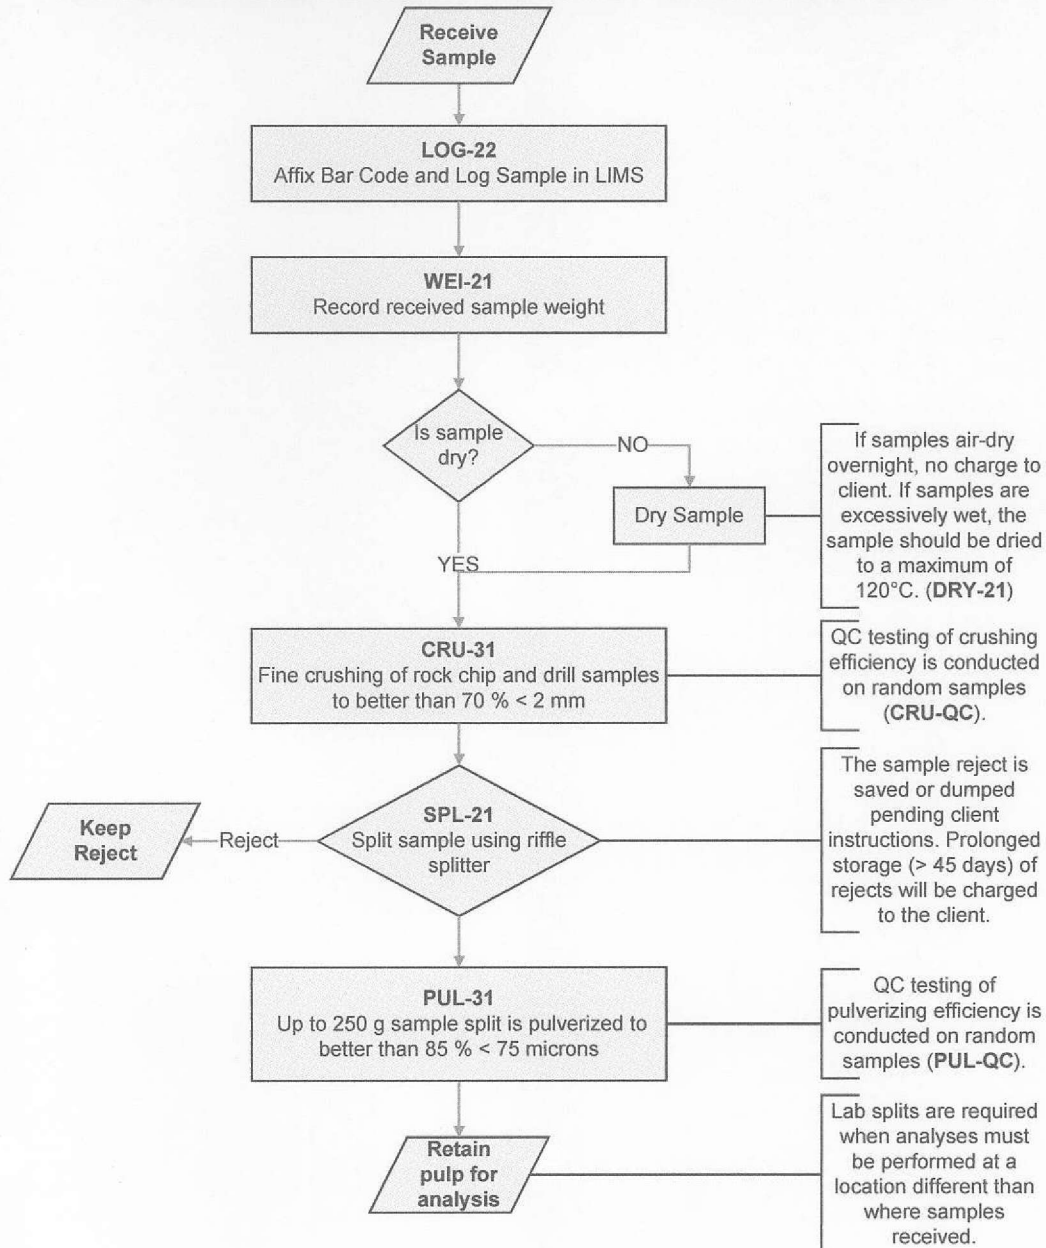 Receive
Sample
LOG-22
Affix Bar Code and Log Sample in LIMS
WEI-21
Record received sample weight
Is sample
dry?
NO
Dry Sample
If samples air-dry
overnight, no charge to
client. If samples are
excessively wet, the
sample should be dried
to a maximum of
120°C. (DRY-21)
YES
CRU-31
Fine crushing of rock chip and drill samples
to better than 70 % < 2 mm
QC testing of crushing
efficiency is conducted
on random samples
(CRU-QC).
SPL-21
Split sample using riffle
splitter
Reject
Keep
Reject
The sample reject is
saved or dumped
pending client
instructions. Prolonged
storage (> 45 days) of
rejects will be charged
to the client.
PUL-31
Up to 250 g sample split is pulverized to
better than 85 % < 75 microns
QC testing of
pulverizing efficiency is
conducted on random
samples (PUL-QC).
Retain
pulp for
analysis
Lab splits are required
when analyses must
be performed at a
location different than
where samples
received.